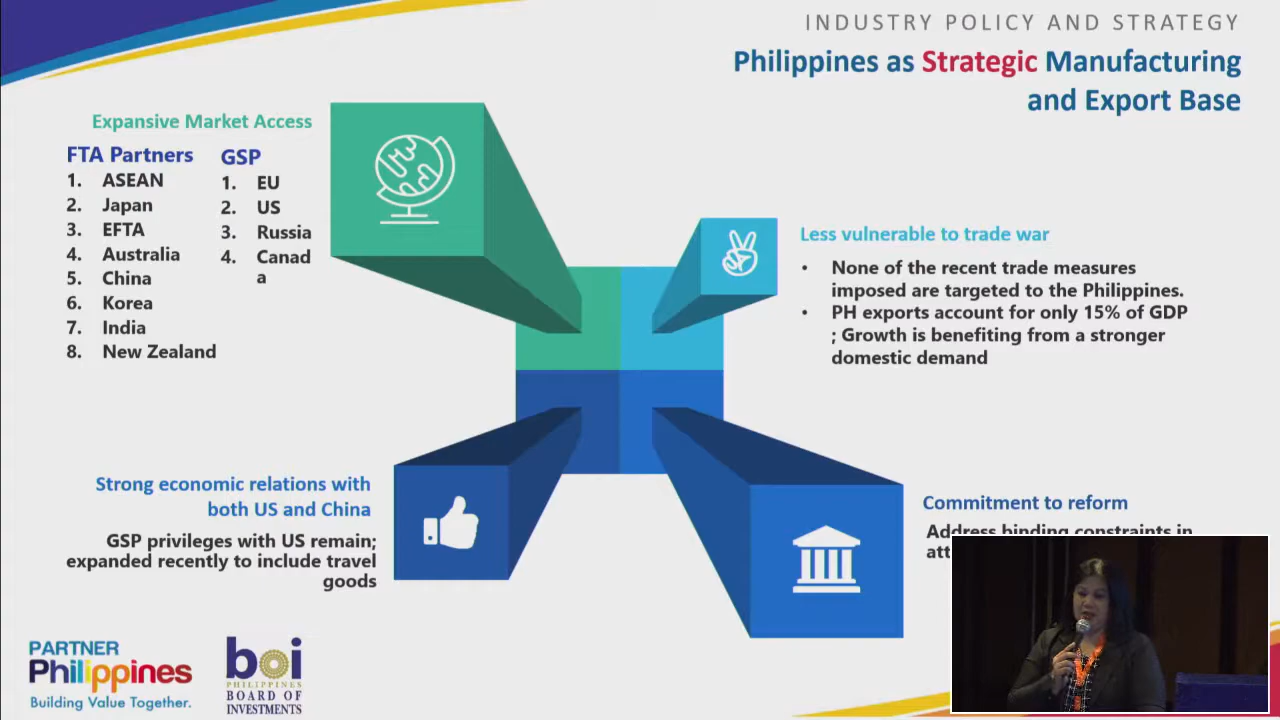 INDUSTRY POLICY AND STRATEGY
Philippines as Strategic Manufacturing
and Export Base
Expansive Market Access
FTA Partners
1. ASEAN
2. Japan
3. EFTA
4. Australia
5. China
6. Korea
7. India
8. New Zealand
GSP
1. EU
2. US
3. Russia
4. Canad
a
Less vulnerable to trade war
• None of the recent trade measures
imposed are targeted to the Philippines.
• PH exports account for only 15% of GDP
; Growth is benefiting from a stronger
domestic demand
Strong economic relations with
both US and China
GSP privileges with US remain;
expanded recently to include travel
goods
Commitment to reform
Address binding constraints in
PARTNER
Philippines
Building Value Together.
boi
PHILIPPINES
BOARD OF
INVESTMENTS